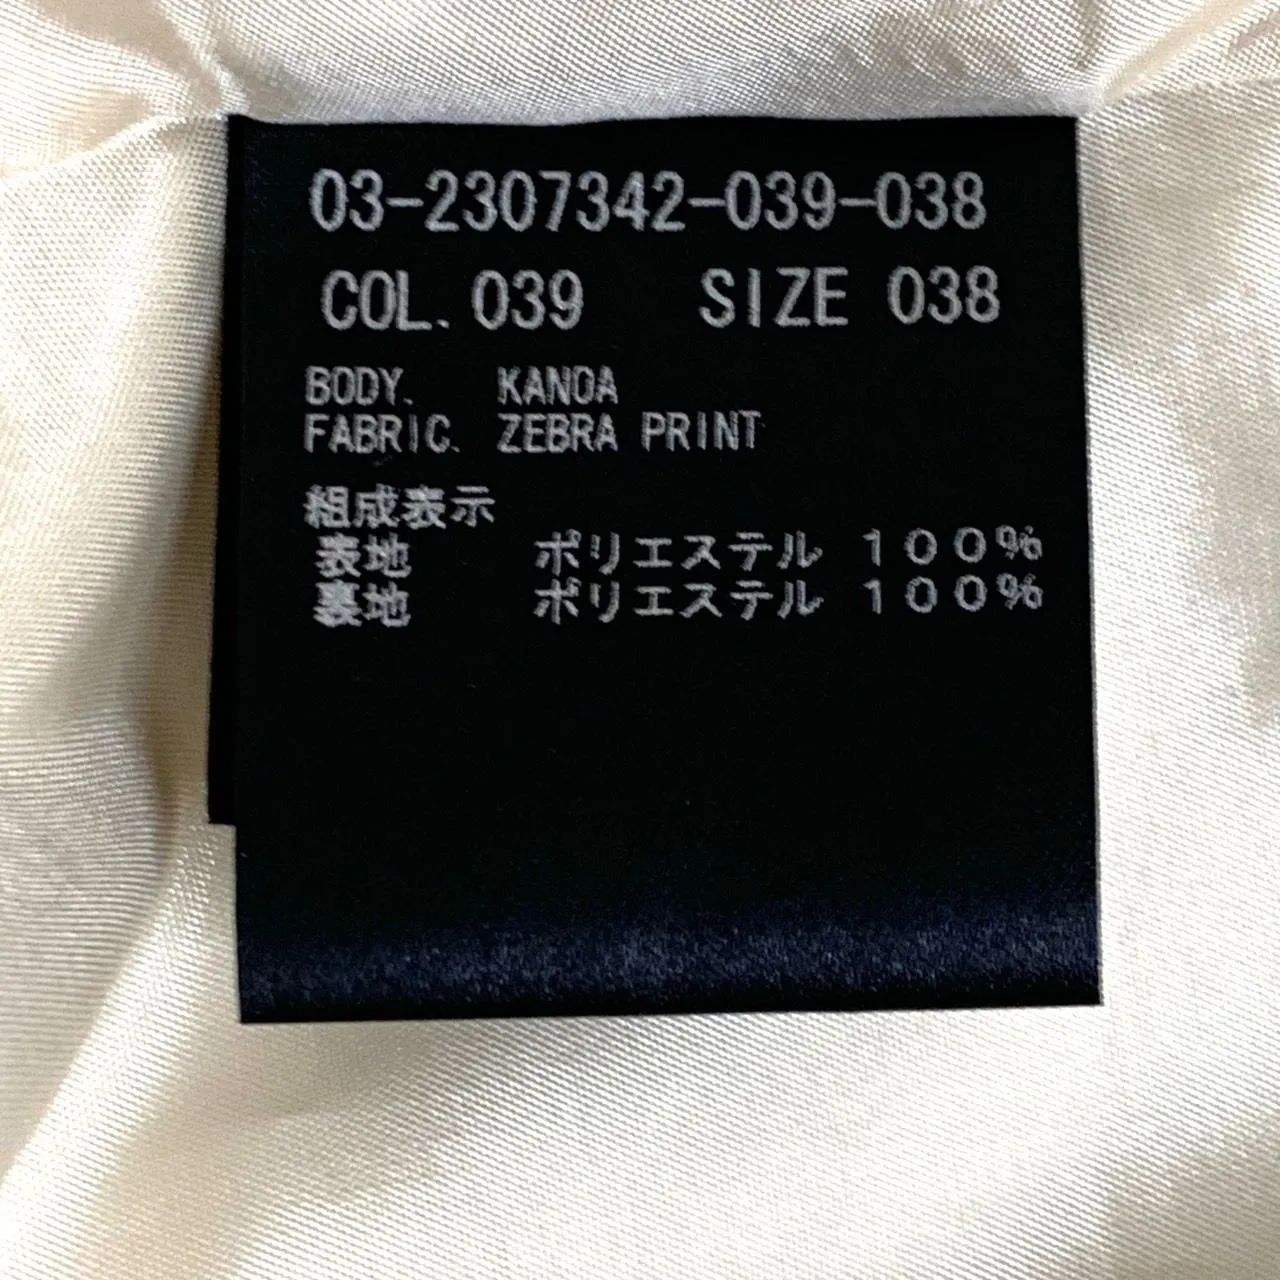 03-2307342-039-038
COL. 039 SIZE 038
BODY. KANOA
FABRIC. ZEBRA PRINT
組成表示
表地 ポリエステル 100%
裏地 ポリエステル 100%